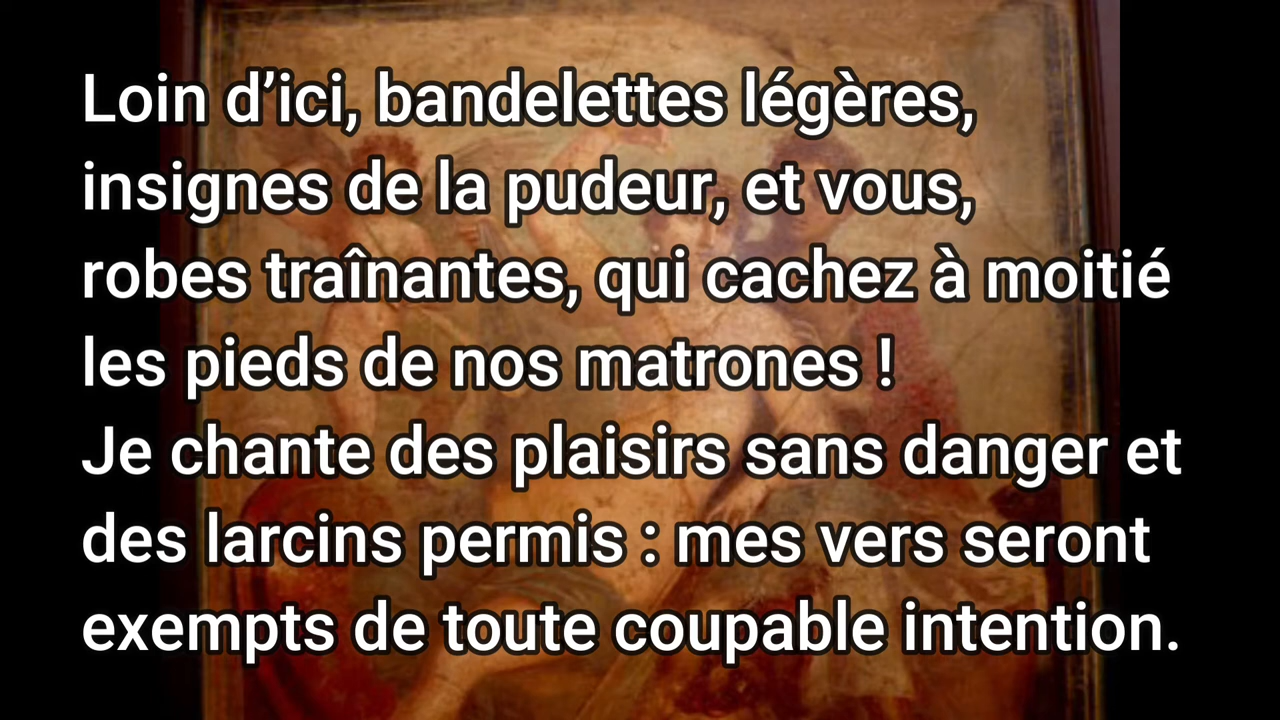 Loin d’ici, bandelettes légères,
insignes de la pudeur, et vous,
robes traînantes, qui cachez à moitié
les pieds de nos matrones !
Je chante des plaisirs sans danger et
des larcins permis : mes vers seront
exempts de toute coupable intention.